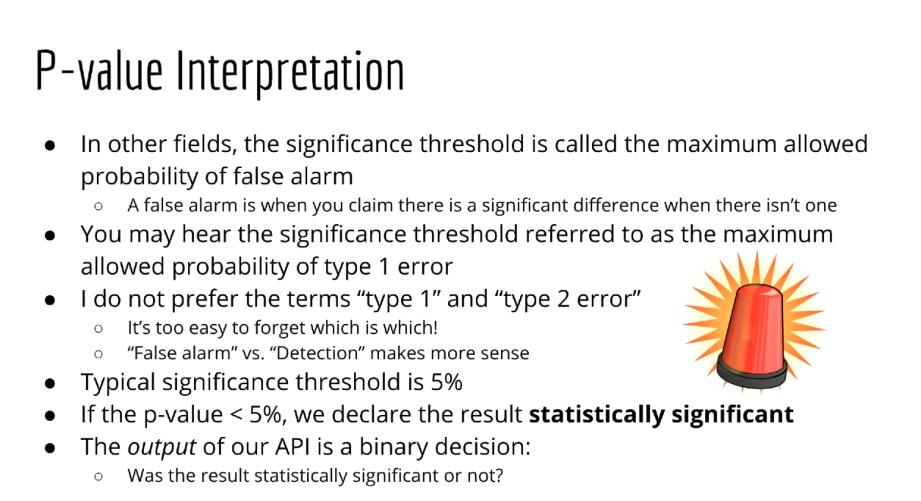 P-value Interpretation
● In other fields, the significance threshold is called the maximum allowed
probability of false alarm
○ A false alarm is when you claim there is a significant difference when there isn’t one
● You may hear the significance threshold referred to as the maximum
allowed probability of type 1 error
● I do not prefer the terms “type 1” and “type 2 error”
○ It’s too easy to forget which is which!
○ “False alarm” vs. “Detection” makes more sense
● Typical significance threshold is 5%
● If the p-value < 5%, we declare the result statistically significant
● The output of our API is a binary decision:
○ Was the result statistically significant or not?